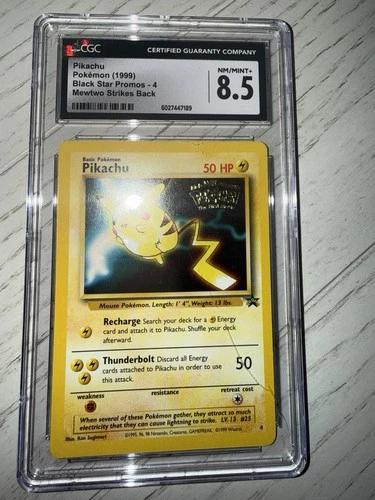 CGC
CERTIFIED GUARANTY COMPANY
Pikachu
Pokémon (1999)
Black Star Promos - 4
Mewtwo Strikes Back
NM/MINT+
8.5
6027447189
Basic Pokémon
Pikachu
50 HP
POKÉMON
Mouse Pokémon. Length: 1' 4", Weight: 13 lbs.
PROMO
Recharge Search your deck for a Energy
card and attach it to Pikachu. Shuffle your deck
afterward.
Thunderbolt Discard all Energy
cards attached to Pikachu in order to use
this attack.
50
weakness
resistance
retreat cost
When several of these Pokémon gather, they attract so much
electricity that they can cause lightning to strike. LV. 13 #25
Illus. Ken Sugimori
©1995, 96, 98 Nintendo, Creatures, GAMEFREAK. ©1999 Wizards.
4